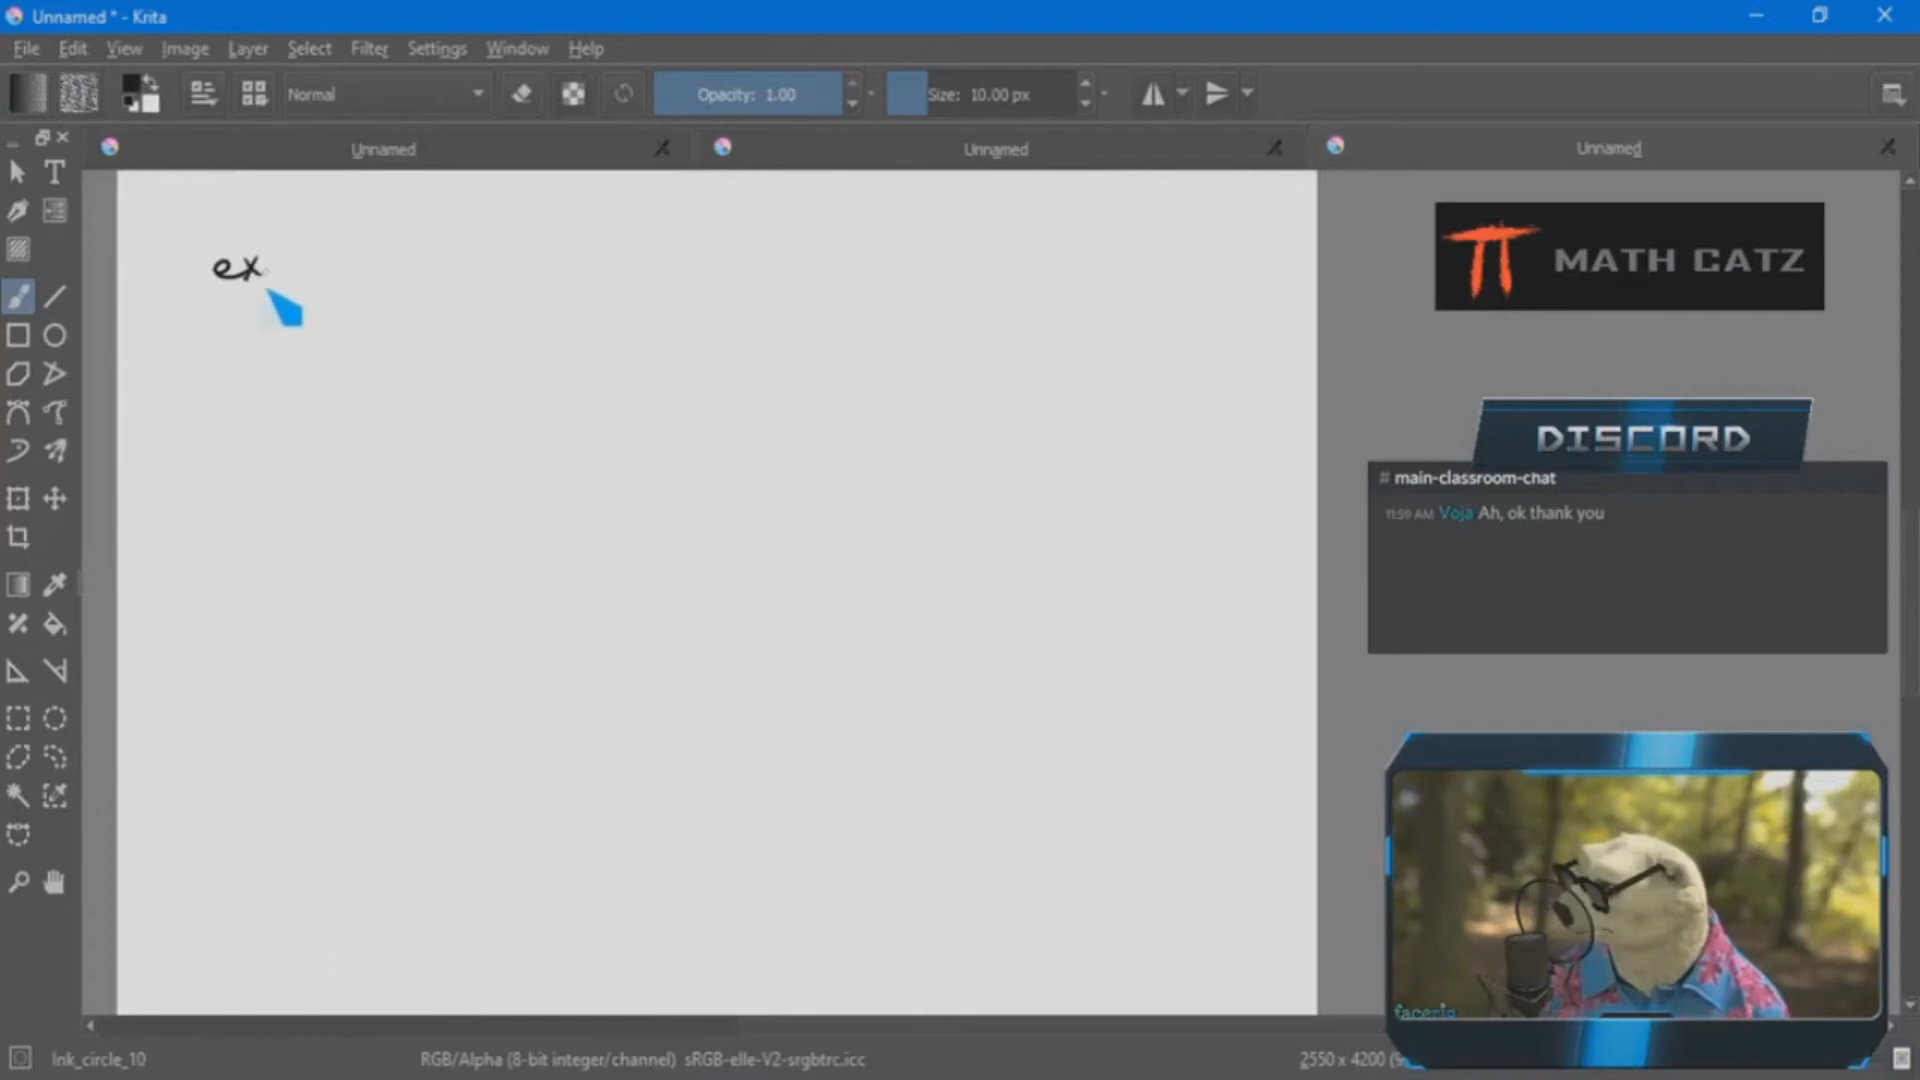 Unnamed * - Krita
File Edit View Image Layer Select Filter Settings Window Help
Normal Opacity: 1.00 Size: 10.00 px
Unnamed Unnamed Unnamed
T
ex
π MATH CATZ
DISCORD
# main-classroom-chat
11:59 AM Voja Ah, ok thank you
facerig
Ink_circle_10 RGB/Alpha (8-bit integer/channel) sRGB-elle-V2-srgbtrc.icc 2550 x 4200